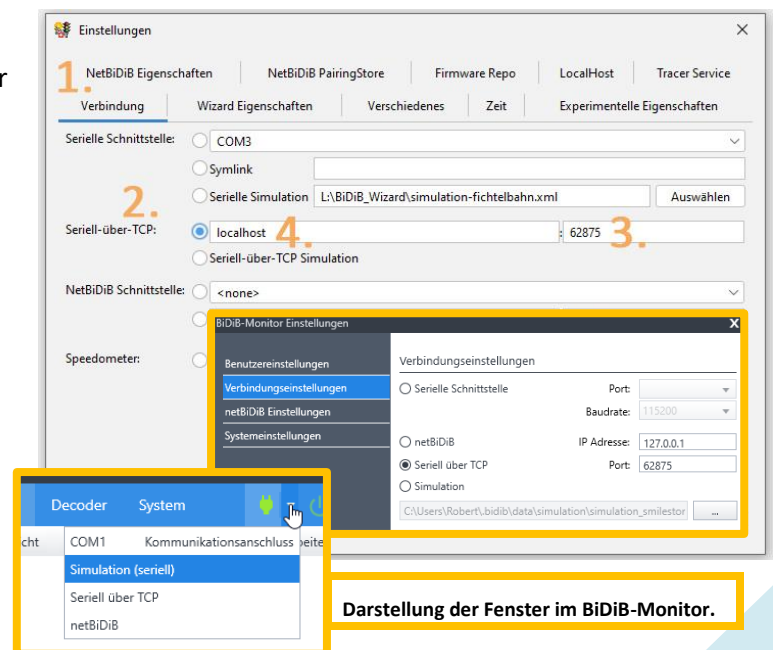 Einstellungen
r
1.
NetBiDiB Eigenschaften NetBiDiB PairingStore Firmware Repo LocalHost Tracer Service
Verbindung Wizard Eigenschaften Verschiedenes Zeit Experimentelle Eigenschaften
Serielle Schnittstelle: COM3
Symlink
2.
Serielle Simulation L:\BiDiB_Wizard\simulation-fichtelbahn.xml Auswählen
Seriell-über-TCP: localhost 4. : 62875 3.
Seriell-über-TCP Simulation
NetBiDiB Schnittstelle: <none>
Speedometer:
BiDiB-Monitor Einstellungen X
Benutzereinstellungen
Verbindungseinstellungen
netBiDiB Einstellungen
Systemeinstellungen
Verbindungseinstellungen
Serielle Schnittstelle Port:
Baudrate: 115200
netBiDiB IP Adresse: 127.0.0.1
Seriell über TCP Port: 62875
Simulation
C:\Users\Robert\.bidib\data\simulation\simulation_smilestor ...
Decoder System
cht COM1 Kommunikationsanschluss beite
Simulation (seriell)
Seriell über TCP
netBiDiB
Darstellung der Fenster im BiDiB-Monitor.